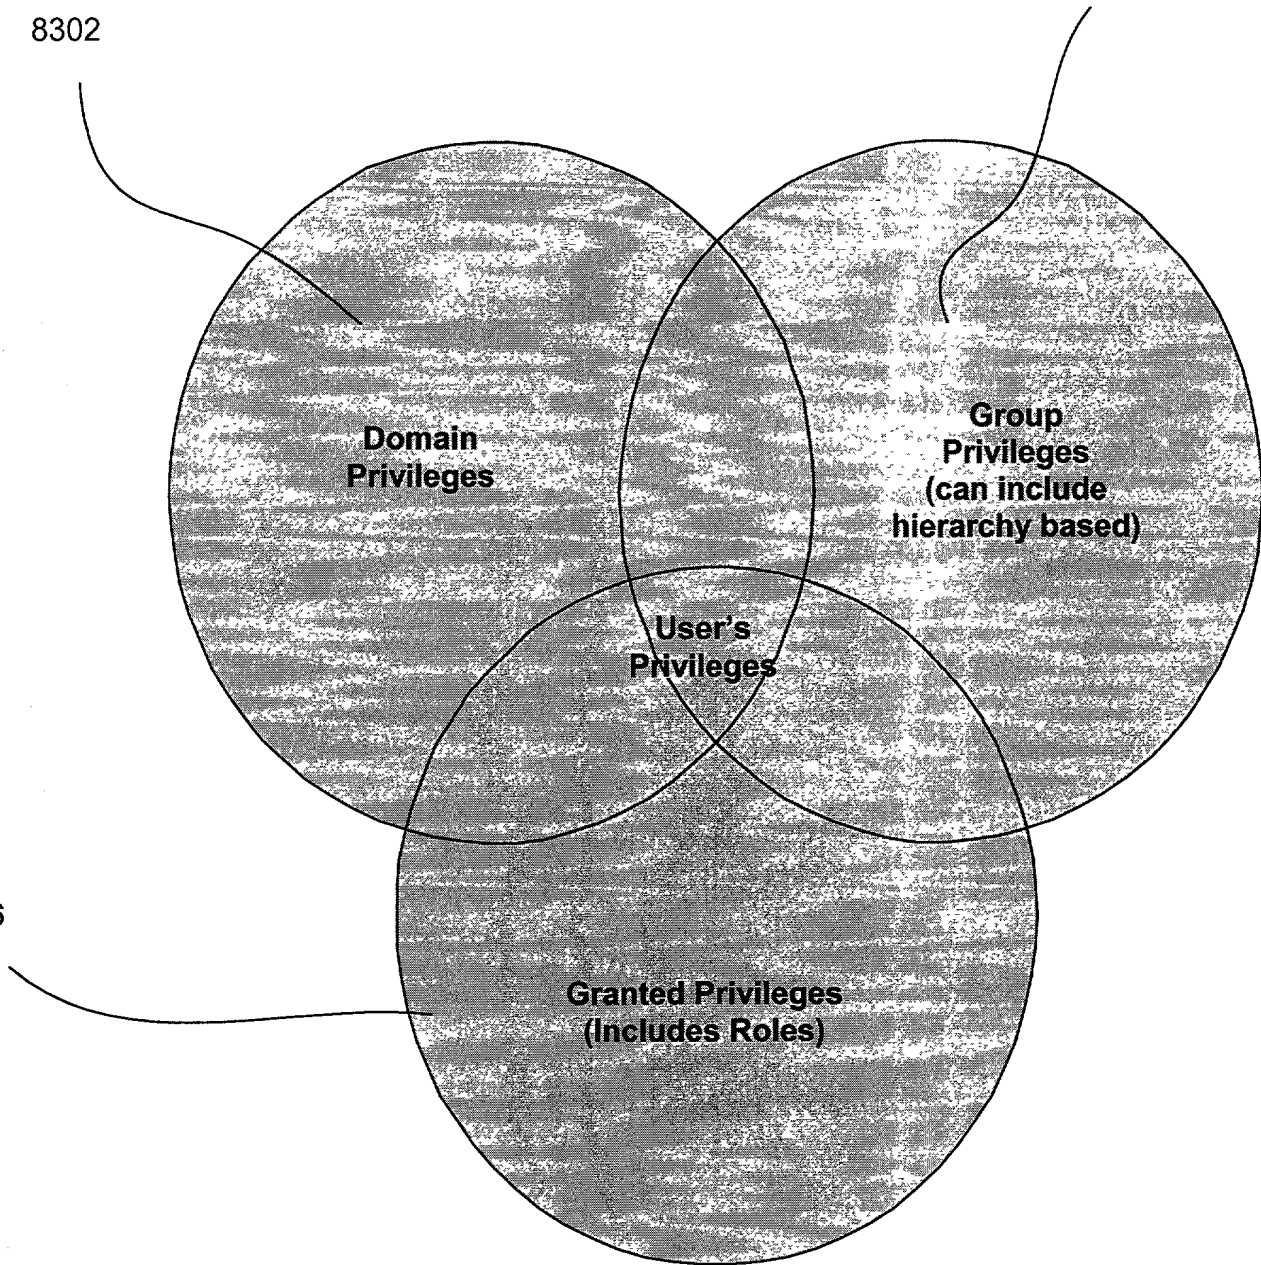 8302
Domain
Privileges
Group
Privileges
(can include
hierarchy based)
User's
Privileges
Granted Privileges
(Includes Roles)